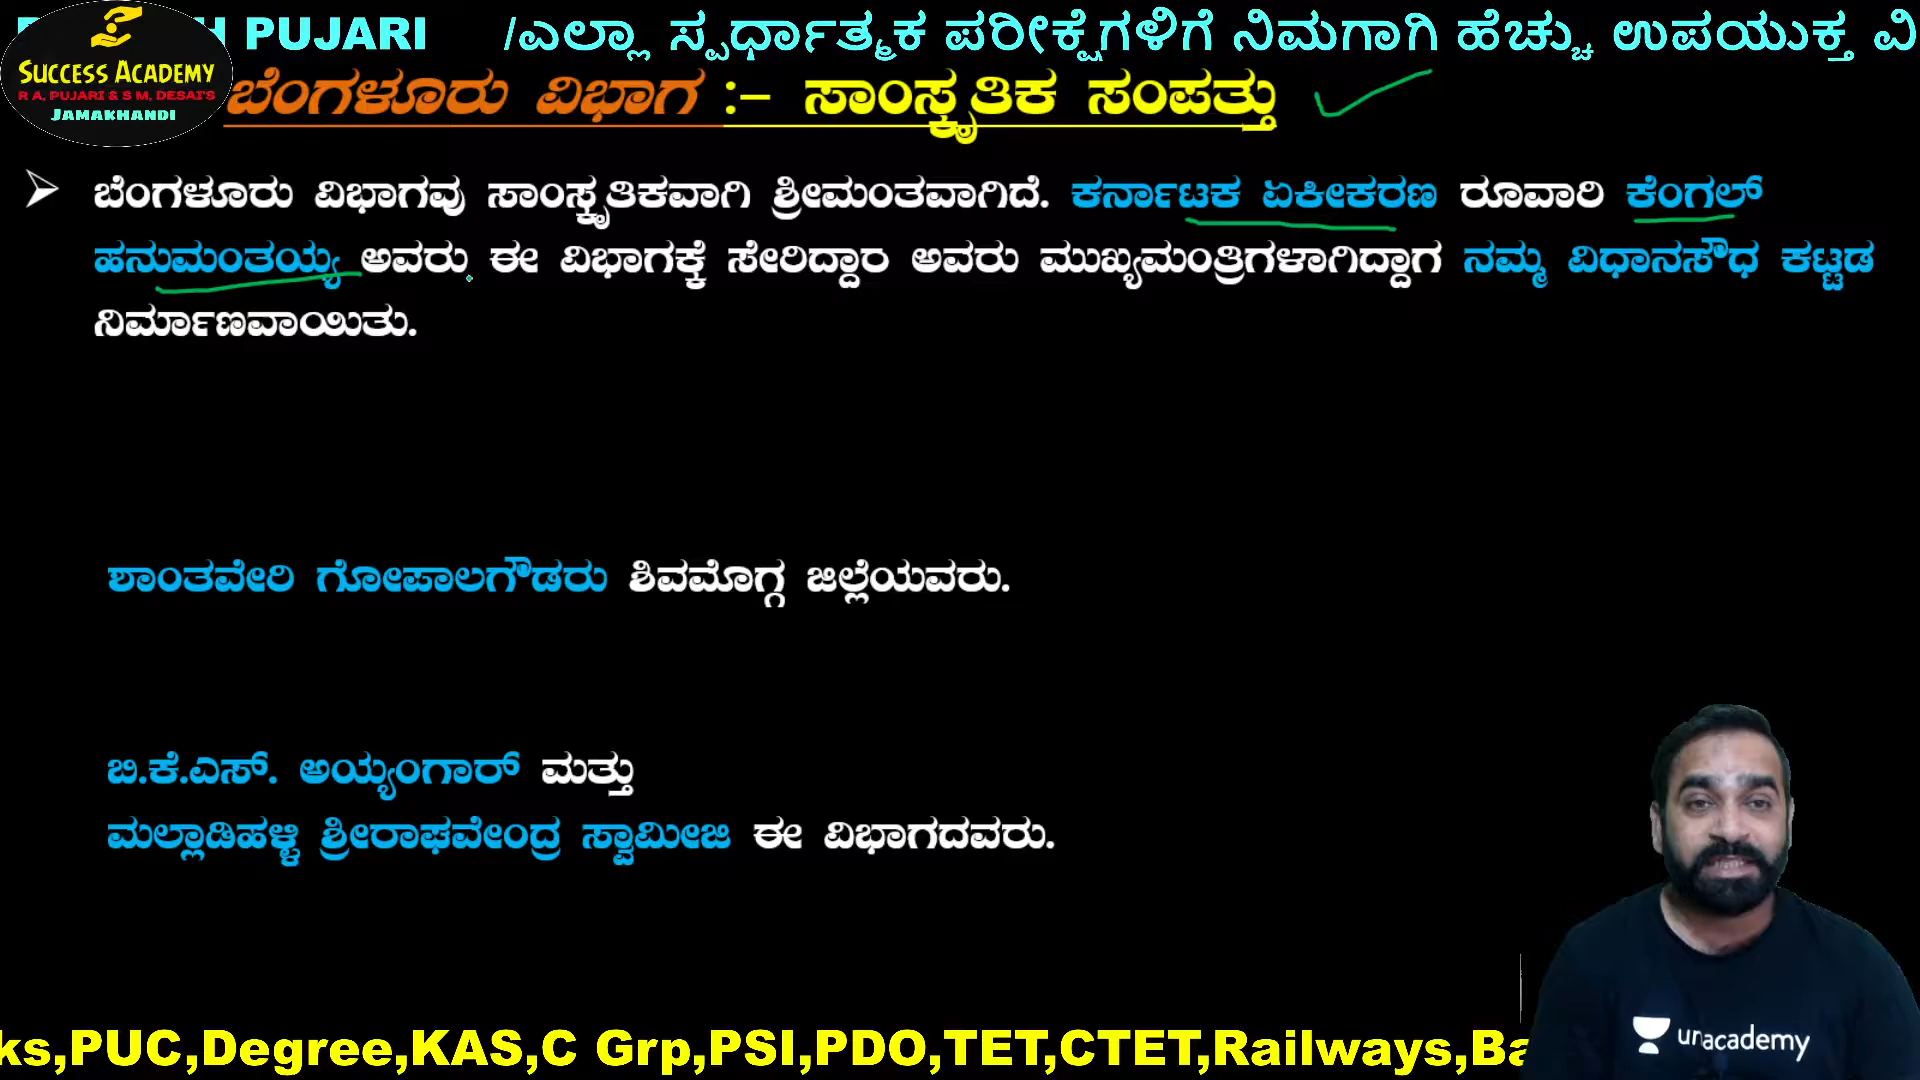 H PUJARI /ಎಲ್ಲಾ ಸ್ಪರ್ಧಾತ್ಮಕ ಪರೀಕ್ಷೆಗಳಿಗೆ ನಿಮಗಾಗಿ ಹೆಚ್ಚು ಉಪಯುಕ್ತ ವಿ
SUCCESS ACADEMY
R A, PUJARI & S M, DESAI'S
JAMAKHANDI
ಬೆಂಗಳೂರು ವಿಭಾಗ :– ಸಾಂಸ್ಕೃತಿಕ ಸಂಪತ್ತು
➢ ಬೆಂಗಳೂರು ವಿಭಾಗವು ಸಾಂಸ್ಕೃತಿಕವಾಗಿ ಶ್ರೀಮಂತವಾಗಿದೆ. ಕರ್ನಾಟಕ ಏಕೀಕರಣ ರೂವಾರಿ ಕೆಂಗಲ್
ಹನುಮಂತಯ್ಯ ಅವರು ಈ ವಿಭಾಗಕ್ಕೆ ಸೇರಿದ್ದಾರ ಅವರು ಮುಖ್ಯಮಂತ್ರಿಗಳಾಗಿದ್ದಾಗ ನಮ್ಮ ವಿಧಾನಸೌಧ ಕಟ್ಟಡ
ನಿರ್ಮಾಣವಾಯಿತು.
ಶಾಂತವೇರಿ ಗೋಪಾಲಗೌಡರು ಶಿವಮೊಗ್ಗ ಜಿಲ್ಲೆಯವರು.
ಬಿ.ಕೆ.ಎಸ್. ಅಯ್ಯಂಗಾರ್ ಮತ್ತು
ಮಲ್ಲಾಡಿಹಳ್ಳಿ ಶ್ರೀರಾಘವೇಂದ್ರ ಸ್ವಾಮೀಜಿ ಈ ವಿಭಾಗದವರು.
unacademy
ks,PUC,Degree,KAS,C Grp,PSI,PDO,TET,CTET,Railways,Ba